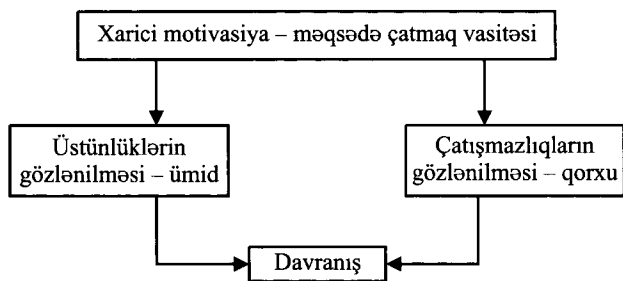 Xarici motivasiya – məqsədə çatmaq vasitəsi
Üstünlüklərin
gözlənilməsi – ümid
Çatışmazlıqların
gözlənilməsi – qorxu
Davranış